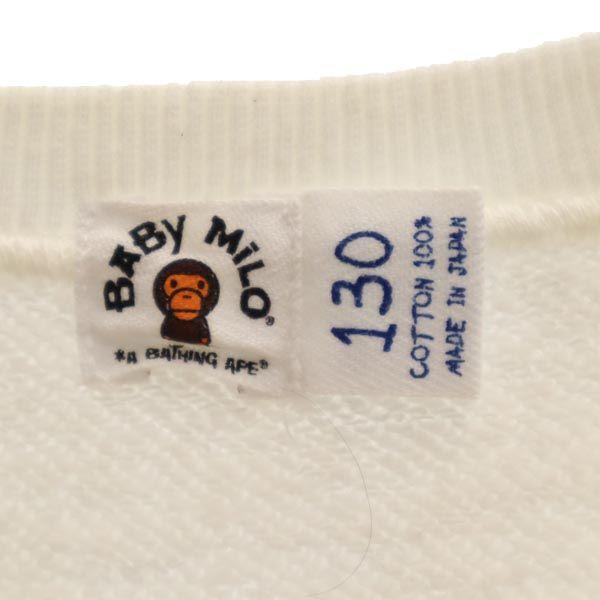 BABY MiLO®
*A BATHING APE®
130
COTTON 100%
MADE IN JAPAN